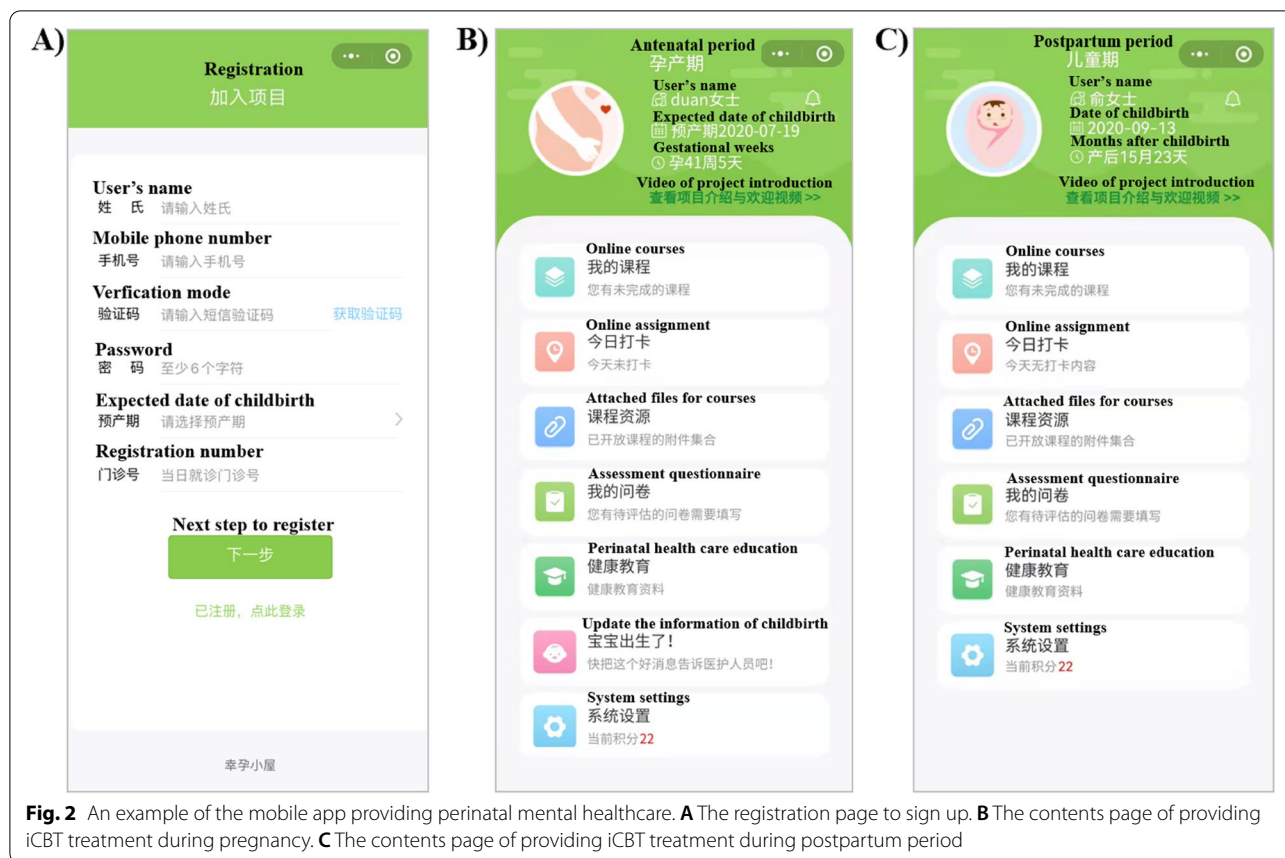 A)
Registration
加入项目
User's name
姓 氏 请输入姓氏
Mobile phone number
手机号 请输入手机号
Verfication mode
验证码 请输入短信验证码 获取验证码
Password
密 码 至少6个字符
Expected date of childbirth
预产期 请选择预产期
Registration number
门诊号 当日就诊门诊号
Next step to register
下一步
已注册，点此登录
幸孕小屋
B)
Antenatal period
孕产期
User's name
duan女士
Expected date of childbirth
预产期2020-07-19
Gestational weeks
孕41周5天
Video of project introduction
查看项目介绍与欢迎视频 >>
Online courses
我的课程
您有未完成的课程
Online assignment
今日打卡
今天未打卡
Attached files for courses
课程资源
已开放课程的附件集合
Assessment questionnaire
我的问卷
您有待评估的问卷需要填写
Perinatal health care education
健康教育
健康教育资料
Update the information of childbirth
宝宝出生了！
快把这个好消息告诉医护人员吧！
System settings
系统设置
当前积分22
C)
Postpartum period
儿童期
User's name
俞女士
Date of childbirth
2020-09-13
Months after childbirth
产后15月23天
Video of project introduction
查看项目介绍与欢迎视频 >>
Online courses
我的课程
您有未完成的课程
Online assignment
今日打卡
今天无打卡内容
Attached files for courses
课程资源
已开放课程的附件集合
Assessment questionnaire
我的问卷
您有待评估的问卷需要填写
Perinatal health care education
健康教育
健康教育资料
System settings
系统设置
当前积分22
Fig. 2 An example of the mobile app providing perinatal mental healthcare. A The registration page to sign up. B The contents page of providing
iCBT treatment during pregnancy. C The contents page of providing iCBT treatment during postpartum period